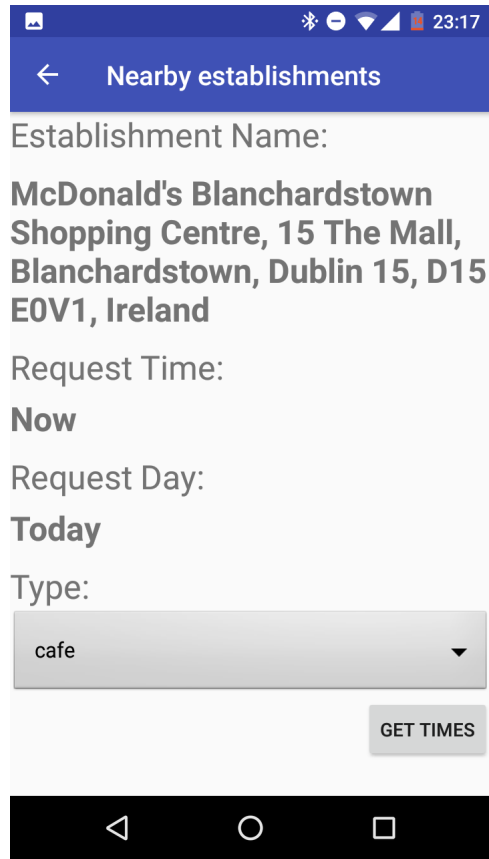 23:17
Nearby establishments
Establishment Name:
McDonald's Blanchardstown
Shopping Centre, 15 The Mall,
Blanchardstown, Dublin 15, D15
E0V1, Ireland
Request Time:
Now
Request Day:
Today
Type:
cafe
GET TIMES